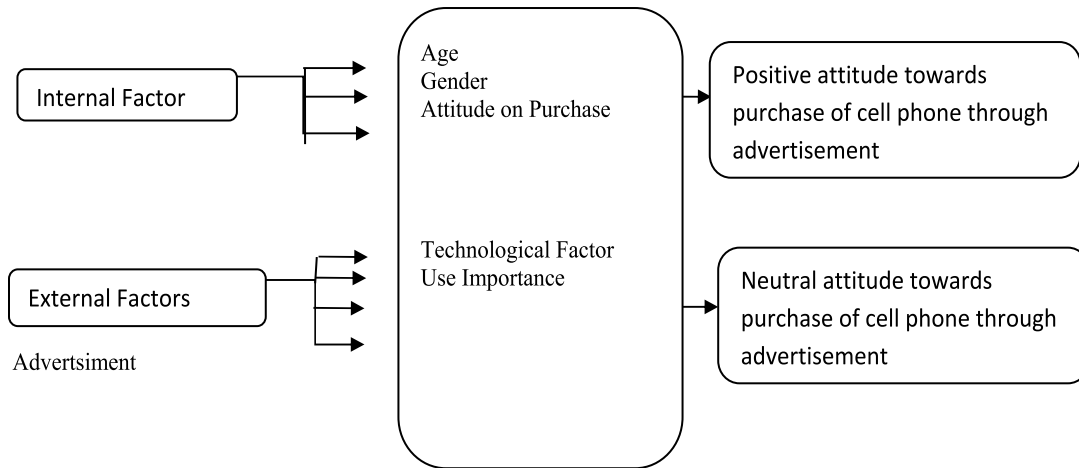 Internal Factor
External Factors
Advertsiment
Age
Gender
Attitude on Purchase
Technological Factor
Use Importance
Positive attitude towards
purchase of cell phone through
advertisement
Neutral attitude towards
purchase of cell phone through
advertisement